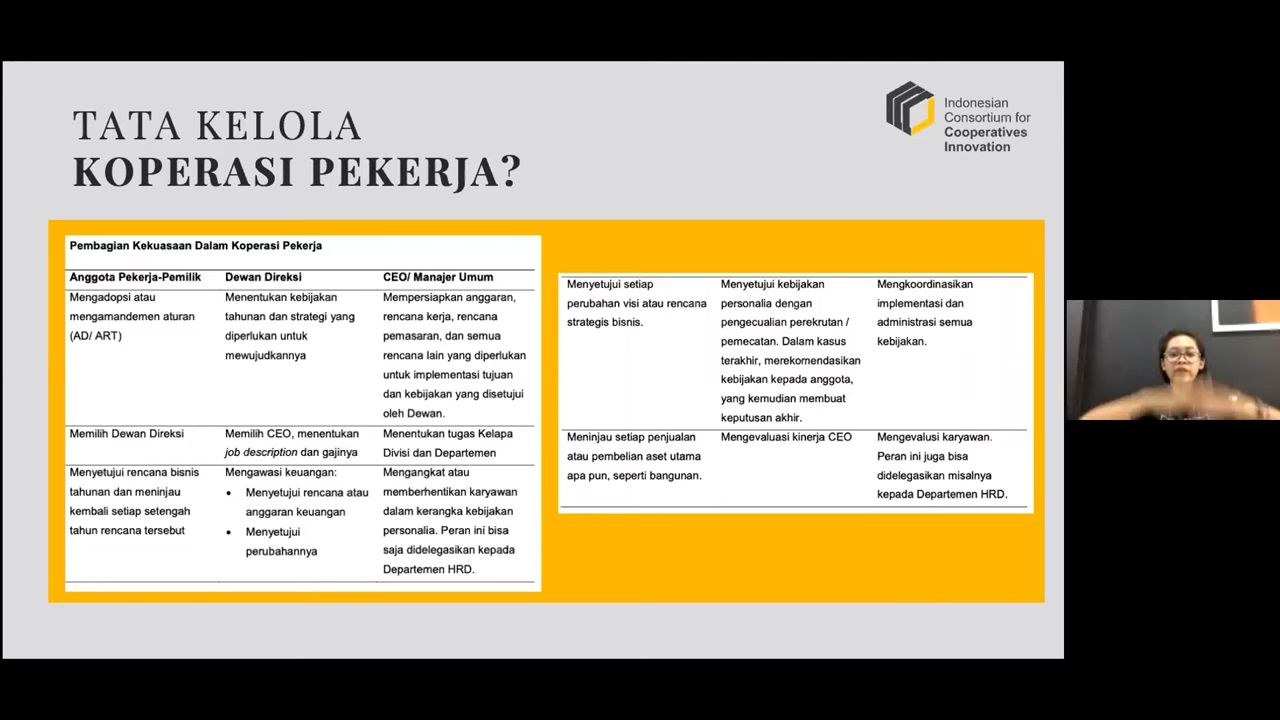 TATA KELOLA
KOPERASI PEKERJA?
Indonesian
Consortium for
Cooperatives
Innovation
Pembagian Kekuasaan Dalam Koperasi Pekerja
Anggota Pekerja-Pemilik
Mengadopsi atau
mengamandemen aturan
(AD/ ART)
Dewan Direksi
Menentukan kebijakan
tahunan dan strategi yang
diperlukan untuk
mewujudkannya
CEO/ Manajer Umum
Mempersiapkan anggaran,
rencana kerja, rencana
pemasaran, dan semua
rencana lain yang diperlukan
untuk implementasi tujuan
dan kebijakan yang disetujui
oleh Dewan.
Memilih Dewan Direksi
Memilih CEO, menentukan
job description dan gajinya
Menentukan tugas Kelapa
Divisi dan Departemen
Menyetujui rencana bisnis
tahunan dan meninjau
kembali setiap setengah
tahun rencana tersebut
Mengawasi keuangan:
• Menyetujui rencana atau
anggaran keuangan
• Menyetujui
perubahannya
Mengangkat atau
memberhentikan karyawan
dalam kerangka kebijakan
personalia. Peran ini bisa
saja didelegasikan kepada
Departemen HRD.
Menyetujui setiap
perubahan visi atau rencana
strategis bisnis.
Menyetujui kebijakan
personalia dengan
pengecualian perekrutan /
pemecatan. Dalam kasus
terakhir, merekomendasikan
kebijakan kepada anggota,
yang kemudian membuat
keputusan akhir.
Mengkoordinasikan
implementasi dan
administrasi semua
kebijakan.
Meninjau setiap penjualan
atau pembelian aset utama
apa pun, seperti bangunan.
Mengevaluasi kinerja CEO
Mengevalusi karyawan.
Peran ini juga bisa
didelegasikan misalnya
kepada Departemen HRD.